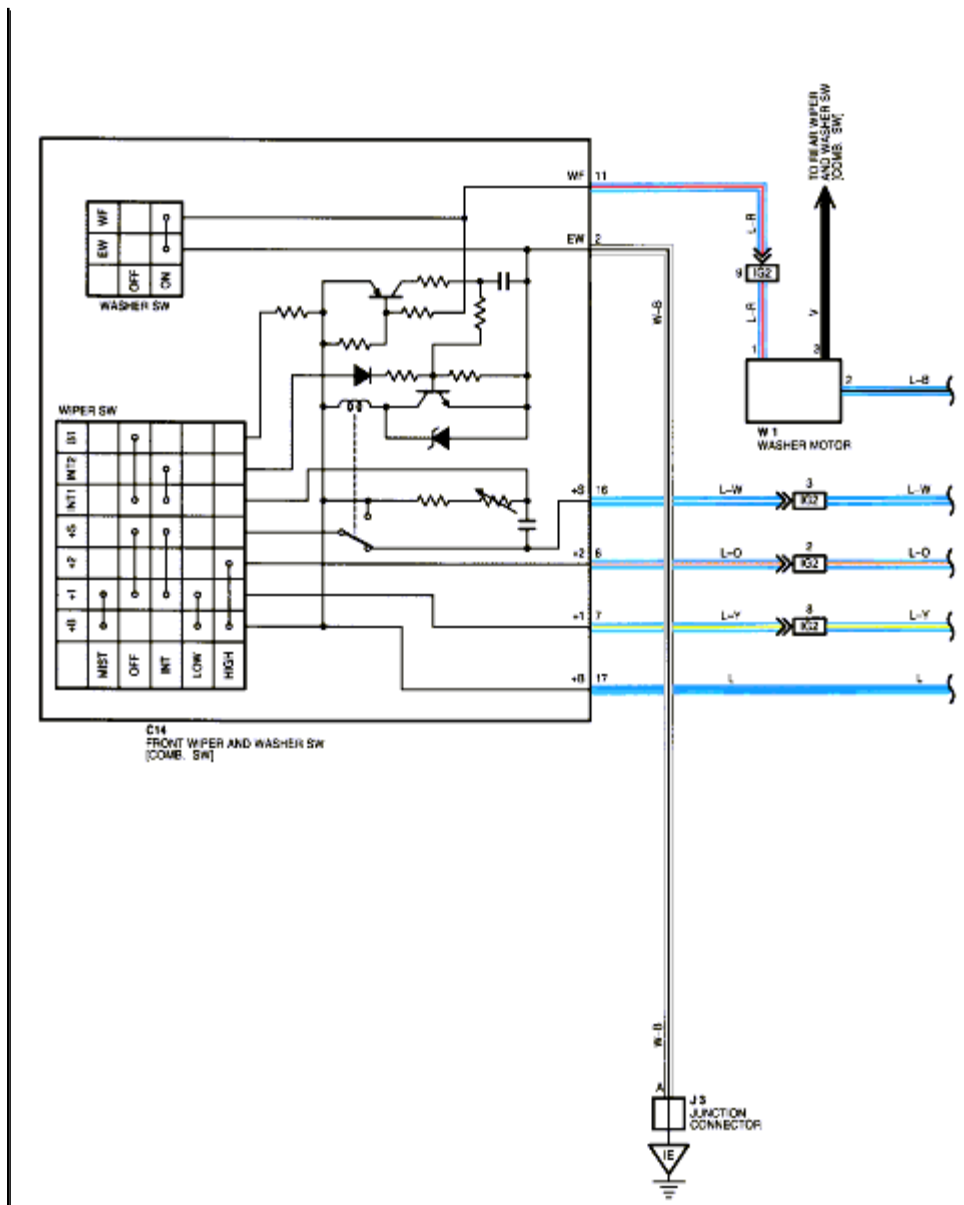 TO REAR WIPER
AND WASHER SW
[COMB. SW]
WF 11
EW 2
WF
EW
OFF
ON
WASHER SW
L-R
9 IG2
L-R
V
W-B
1
2 L-B
W 1
WASHER MOTOR
WIPER SW
B1
INT2
INT1
+S
+2
+1
+B
MIST
OFF
INT
LOW
HIGH
+S 16 L-W 3 IG2 L-W
+2 6 L-O 2 IG2 L-O
+1 7 L-Y 8 IG2 L-Y
+B 17 L L
C14
FRONT WIPER AND WASHER SW
[COMB. SW]
W-B
A
J 3
JUNCTION
CONNECTOR
IE